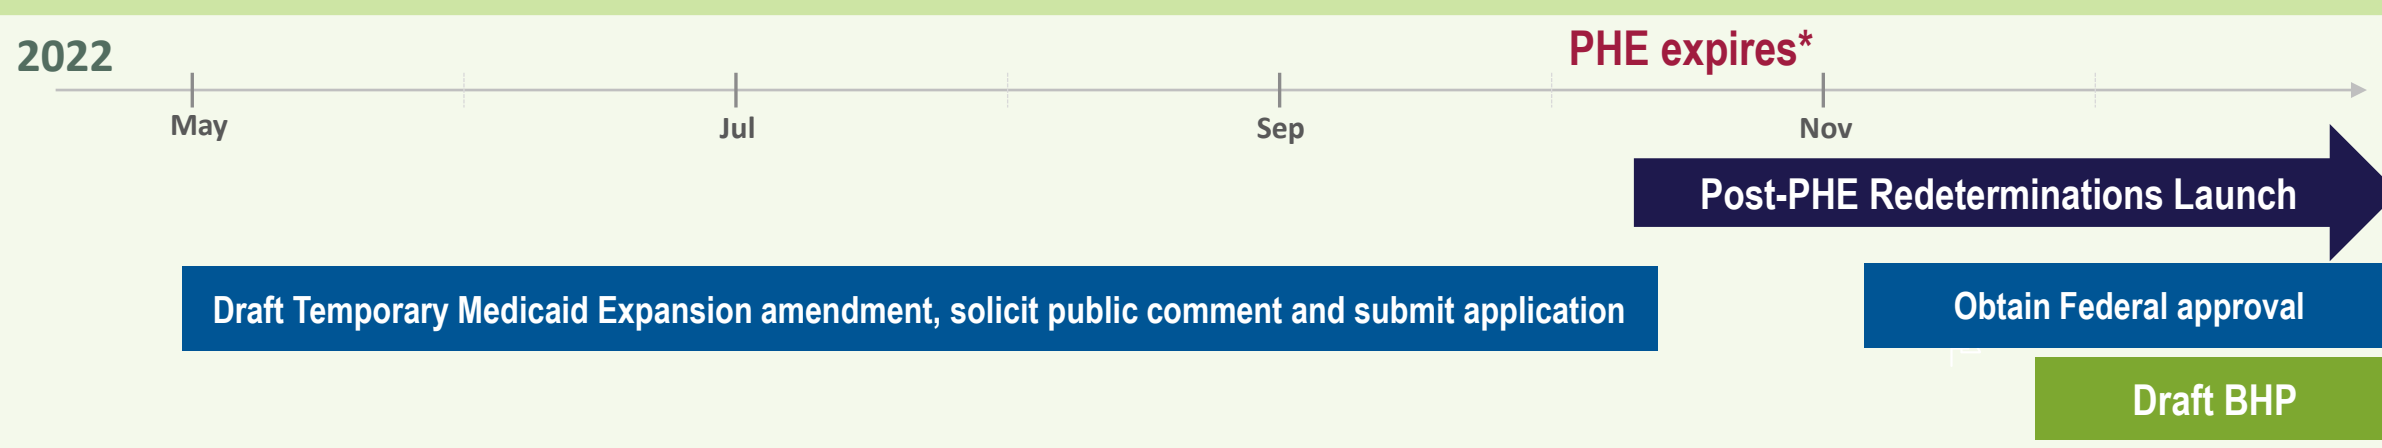 2022
PHE expires*
May
Jul
Sep
Nov
Post-PHE Redeterminations Launch
Draft Temporary Medicaid Expansion amendment, solicit public comment and submit application
Obtain Federal approval
Draft BHP